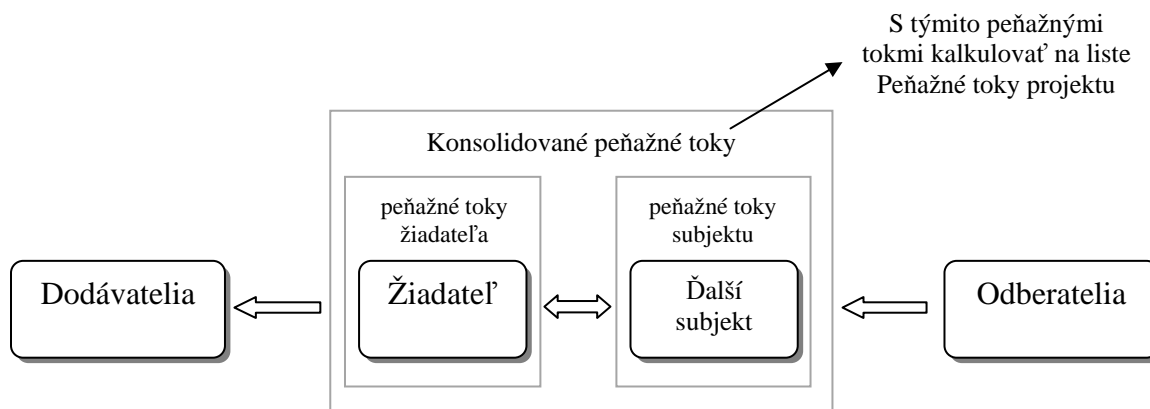 S týmito peňažnými
tokmi kalkulovať na liste
Peňažné toky projektu
Konsolidované peňažné toky
peňažné toky
žiadateľa
peňažné toky
subjektu
Dodávatelia
Žiadateľ
Ďalší
subjekt
Odberatelia